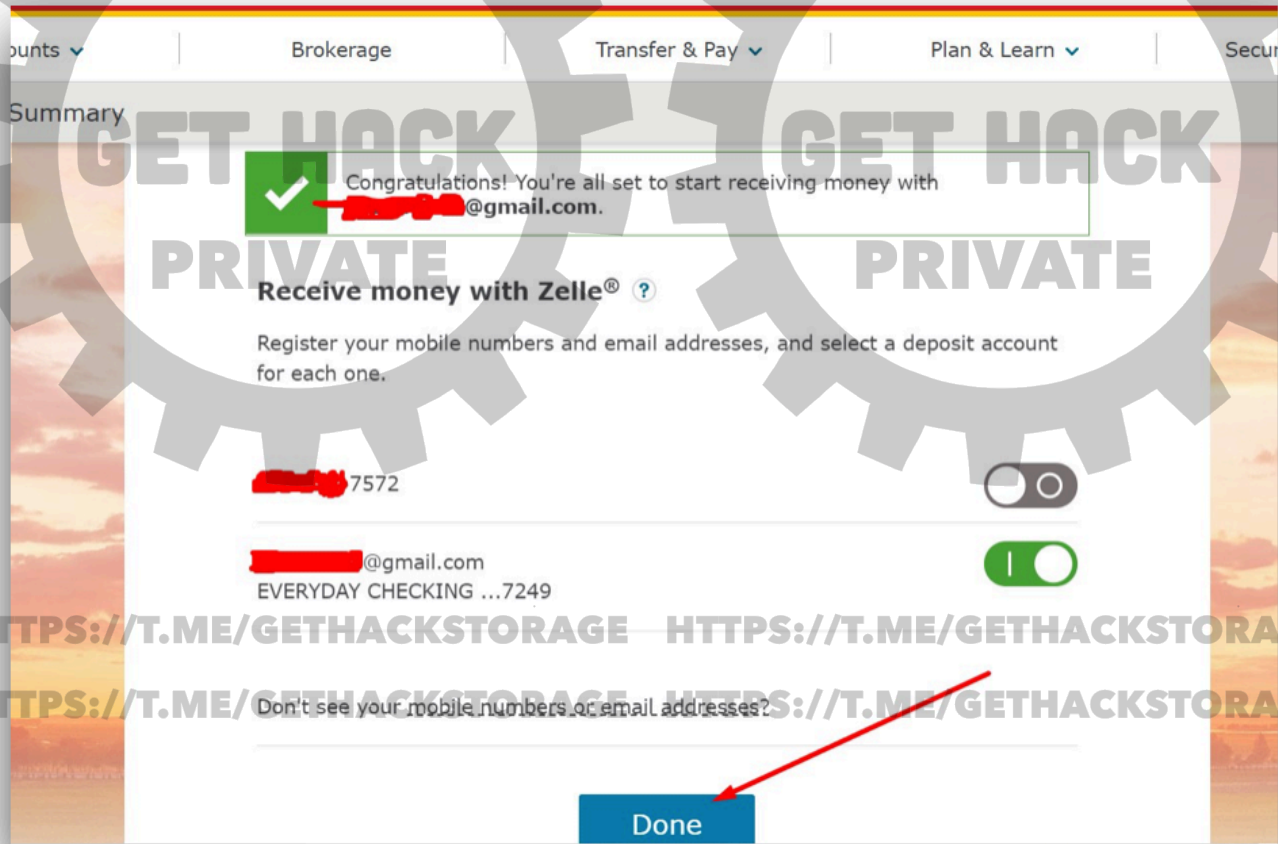 ounts
Brokerage
Transfer & Pay
Plan & Learn
Secur
Summary
GET HACK
GET HACK
Congratulations! You're all set to start receiving money with
@gmail.com.
PRIVATE
PRIVATE
Receive money with Zelle® ?
Register your mobile numbers and email addresses, and select a deposit account
for each one.
7572
@gmail.com
EVERYDAY CHECKING ...7249
TTPS://T.ME/GETHACKSTORAGE HTTPS://T.ME/GETHACKSTORA
TTPS://T.ME/GETHACKSTORAGE HTTPS://T.ME/GETHACKSTORA
Don't see your mobile numbers or email addresses?
Done